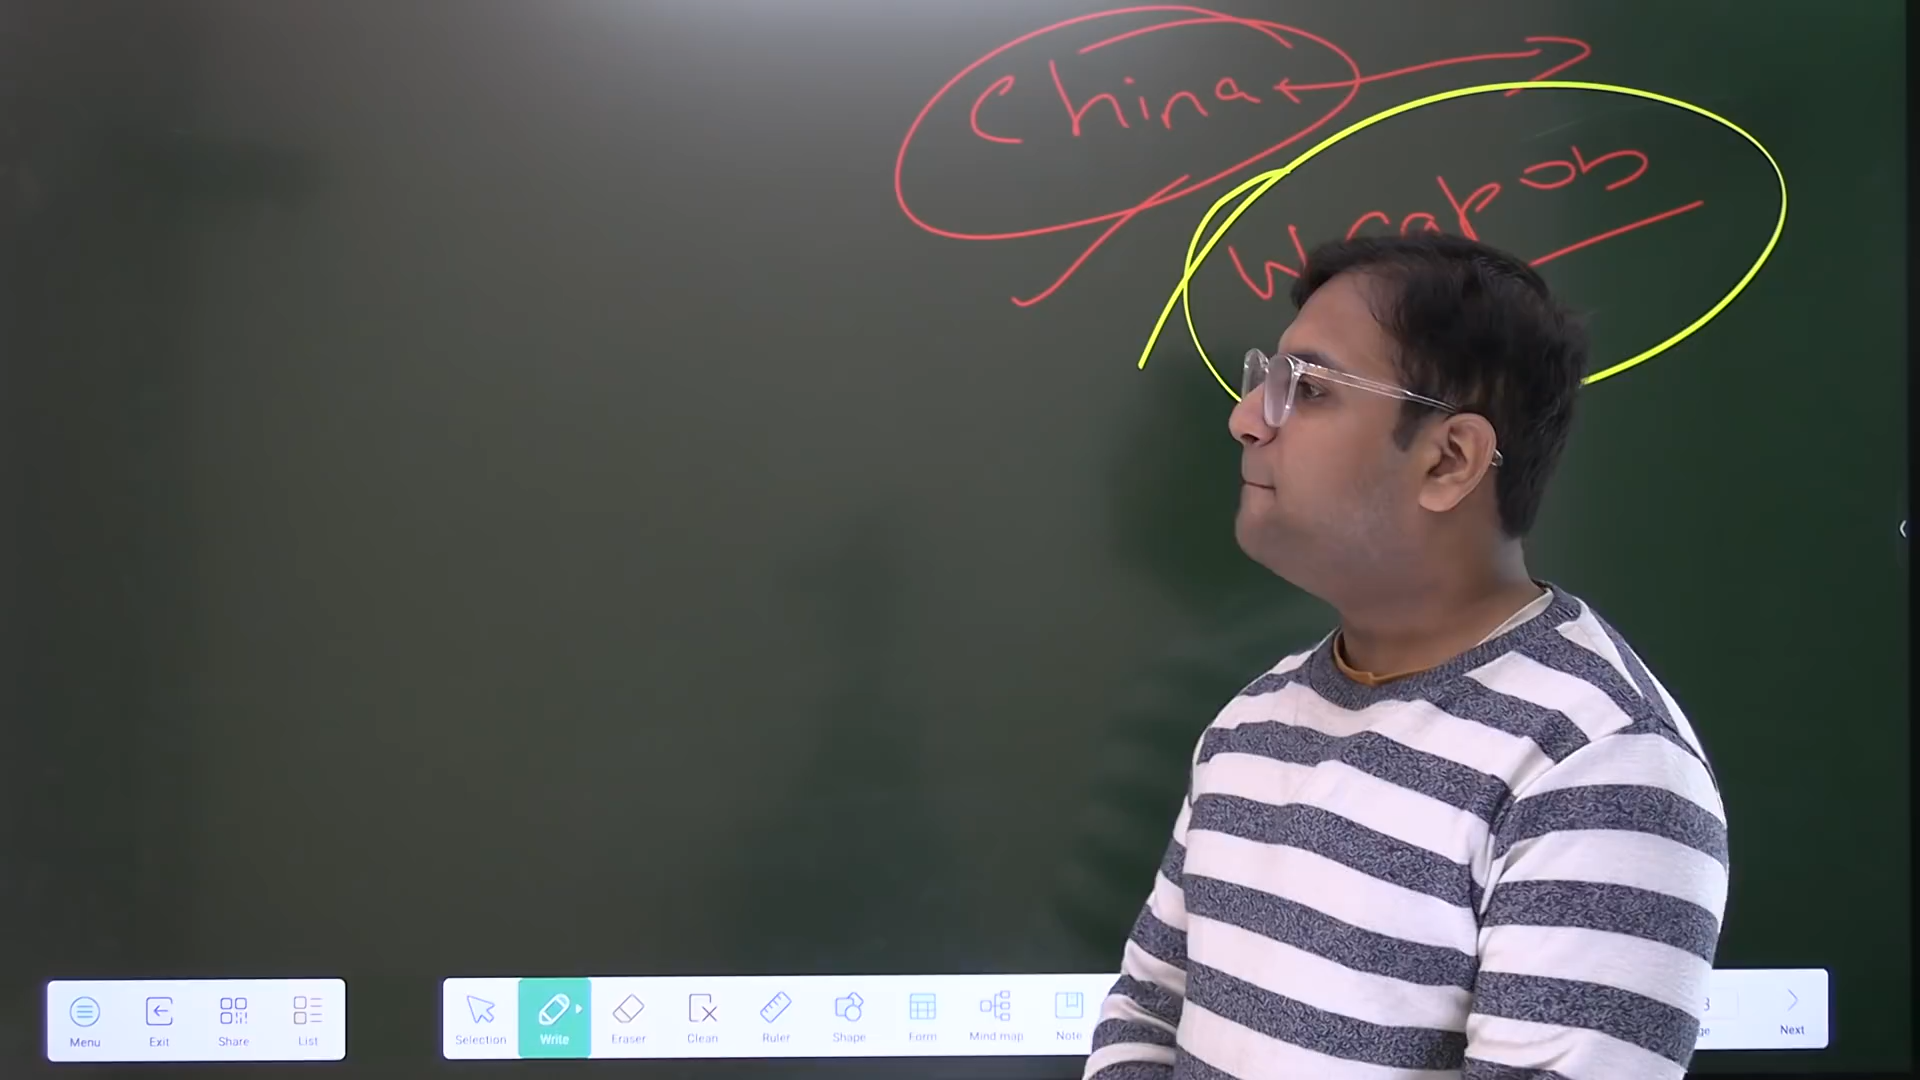 China
Menu
Exit
Share
List
Selection
Write
Eraser
Clean
Ruler
Shape
Form
Mind map
Note
Next